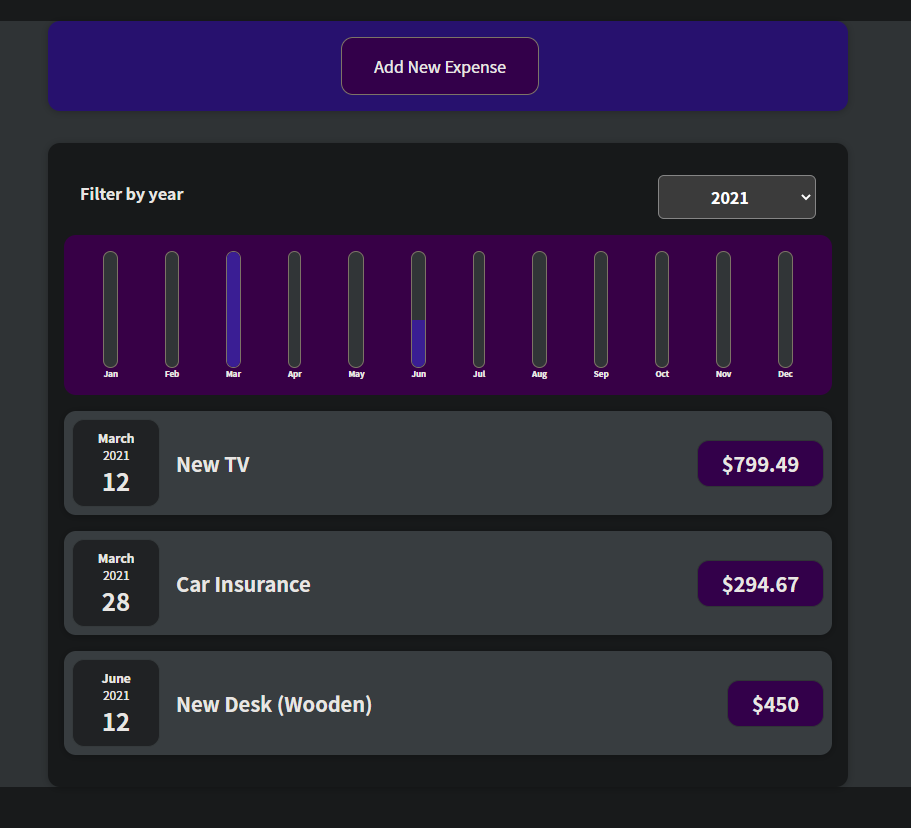 Add New Expense
Filter by year
2021
Jan Feb Mar Apr May Jun Jul Aug Sep Oct Nov Dec
March
2021
12
New TV
$799.49
March
2021
28
Car Insurance
$294.67
June
2021
12
New Desk (Wooden)
$450